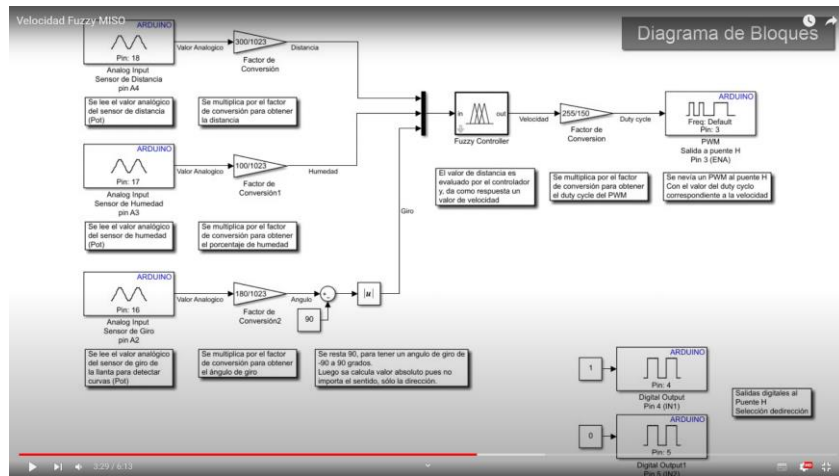 Velocidad Fuzzy MISO
Diagrama de Bloques
ARDUINO
Pin: 18
Analog Input
Sensor de Distancia
pin A4
Valor Analogico
300/1023
Factor de
Conversión
Distancia
Se lee el valor analógico
del sensor de distancia
(Pot)
Se multiplica por el factor
de conversión para obtener
la distancia
ARDUINO
Pin: 17
Analog Input
Sensor de Humedad
pin A3
Valor Analogico
100/1023
Factor de
Conversión1
Humedad
Se lee el valor analógico
del sensor de humedad
(Pot)
Se multiplica por el factor
de conversión para obtener
el porcentaje de humedad
ARDUINO
Pin: 16
Analog Input
Sensor de Giro
pin A2
Valor Analogico
180/1023
Factor de
Conversión2
Angulo
90
|u|
Giro
Se lee el valor analógico
del sensor de giro de
la llanta para detectar
curvas (Pot)
Se multiplica por el factor
de conversión para obtener
el ángulo de giro
Se resta 90, para tener un angulo de giro de
-90 a 90 grados.
Luego sa calcula valor absoluto pues no
importa el sentido, sólo la dirección.
in
out
Fuzzy Controller
Velocidad
255/150
Factor de
Conversion
Duty cycle
ARDUINO
Freq: Default
Pin: 3
PWM
Salida a puente H
Pin 3 (ENA)
El valor de distancia es
evaluado por el controlador
y, da como respuesta un
valor de velocidad
Se multiplica por el factor
de conversión para obtener
el duty cycle del PWM
Se nevía un PWM al puente H
Con el valor del duty cyclo
correspondiente a la velocidad
1
ARDUINO
Pin: 4
Digital Output
Pin 4 (IN1)
0
ARDUINO
Pin: 5
Digital Output1
Pin 5 (IN2)
Salidas digitales al
Puente H
Selección dedirección
3:29 / 6:13